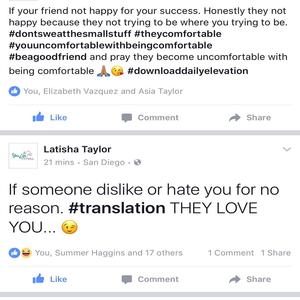 If your friend not happy for your success. Honestly they not
happy because they not trying to be where you trying to be.
#dontsweatthesmallstuff #theycomfortable
#youuncomfortablewithbeingcomfortable
#beagoodfriend and pray they become uncomfortable with
being comfortable 🙏🏽😘 #downloaddailyelevation
You, Elizabeth Vazquez and Asia Taylor
Like Comment Share
Latisha Taylor
21 mins · San Diego ·
If someone dislike or hate you for no
reason. #translation THEY LOVE
YOU... 😉
You, Summer Haggins and 17 others 1 Comment 1 Share
Like Comment Share